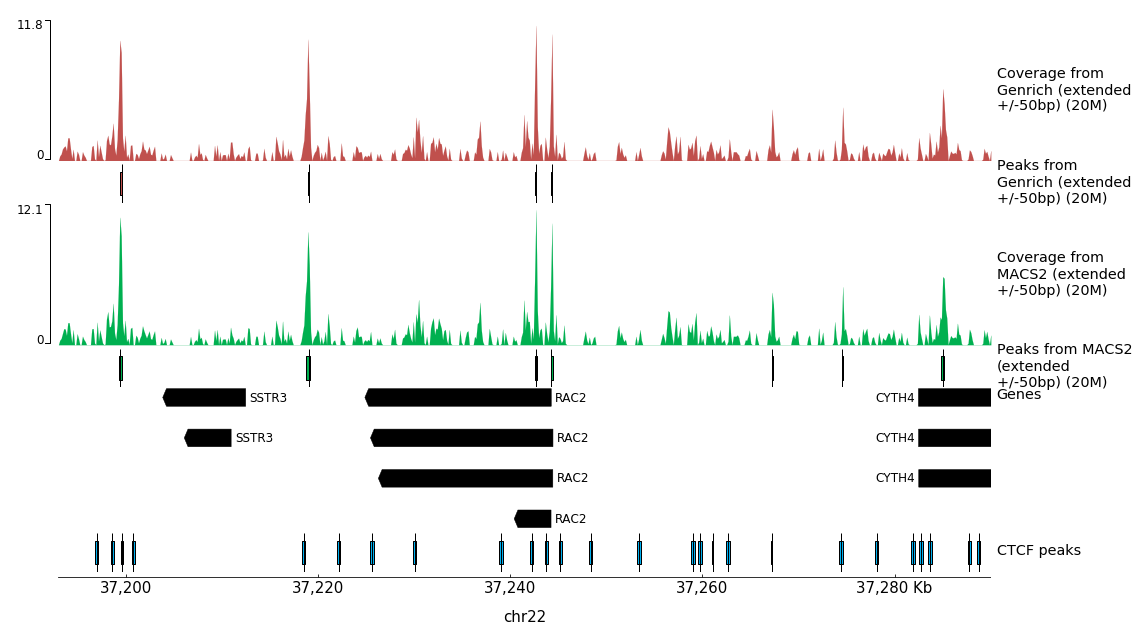 11.8
Coverage from
Genrich (extended
+/-50bp) (20M)
0
Peaks from
Genrich (extended
+/-50bp) (20M)
12.1
Coverage from
MACS2 (extended
+/-50bp) (20M)
0
Peaks from MACS2
(extended
+/-50bp) (20M)
SSTR3 RAC2 CYTH4 Genes
SSTR3 RAC2 CYTH4
RAC2 CYTH4
RAC2
CTCF peaks
37,200 37,220 37,240 37,260 37,280 Kb
chr22